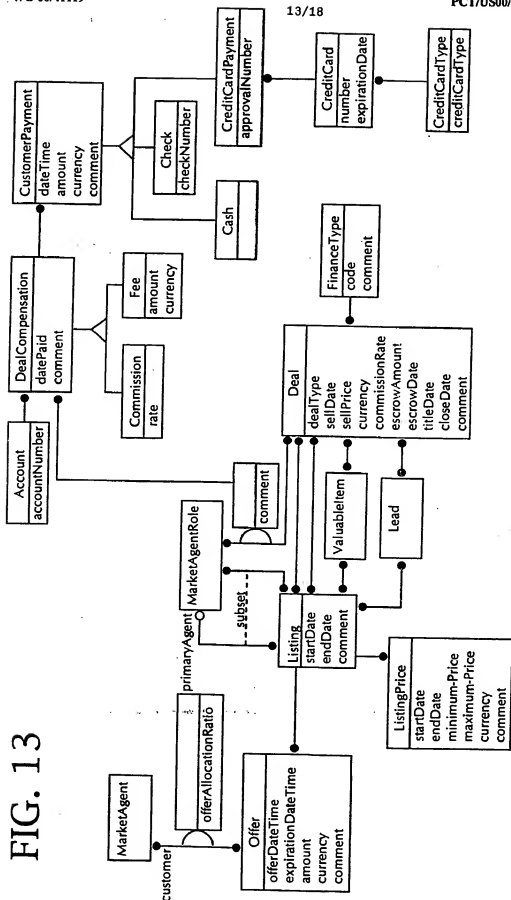 13/18
FIG. 13
CustomerPayment
dateTime
amount
currency
comment
CreditCardPayment
approvalNumber
CreditCard
number
expirationDate
CreditCardType
creditCardType
Check
checkNumber
Cash
DealCompensation
datePaid
comment
Account
accountNumber
Fee
amount
currency
Commission
rate
FinanceType
code
comment
Deal
dealType
sellDate
sellPrice
currency
commissionRate
escrowAmount
escrowDate
titleDate
closeDate
comment
comment
MarketAgentRole
primaryAgent
subset
ValuableItem
Lead
Listing
startDate
endDate
comment
ListingPrice
startDate
endDate
minimum-Price
maximum-Price
currency
comment
MarketAgent
customer
offerAllocationRatio
Offer
offerDateTime
expirationDateTime
amount
currency
comment